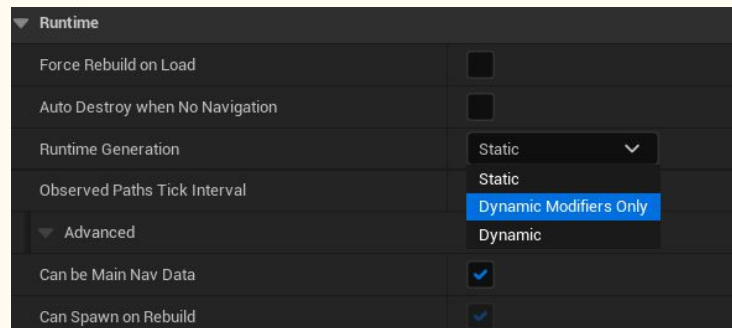 Runtime
Force Rebuild on Load
Auto Destroy when No Navigation
Runtime Generation
Static
Static
Observed Paths Tick Interval
Dynamic Modifiers Only
Advanced
Dynamic
Can be Main Nav Data
Can Spawn on Rebuild